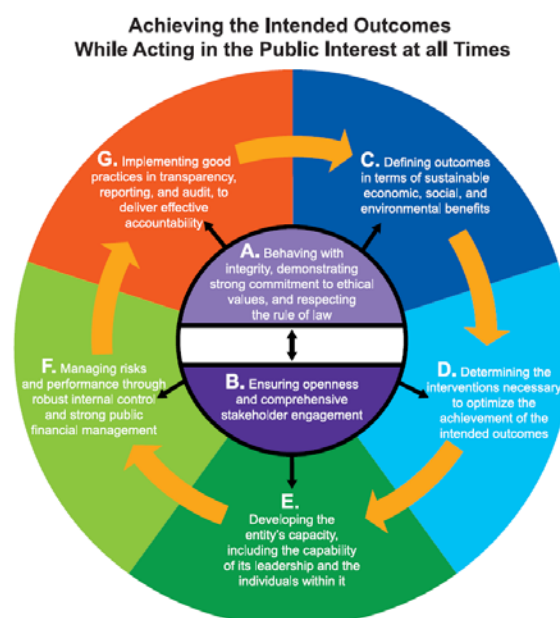 Achieving the Intended Outcomes
While Acting in the Public Interest at all Times
G. Implementing good
practices in transparency,
reporting, and audit, to
deliver effective
accountability
C. Defining outcomes
in terms of sustainable
economic, social, and
environmental benefits
A. Behaving with
integrity, demonstrating
strong commitment to ethical
values, and respecting
the rule of law
B. Ensuring openness
and comprehensive
stakeholder engagement
D. Determining the
interventions necessary
to optimize the
achievement of the
intended outcomes
E.
Developing the
entity's capacity,
including the capability
of its leadership and the
individuals within it
F. Managing risks
and performance through
robust internal control
and strong public
financial management